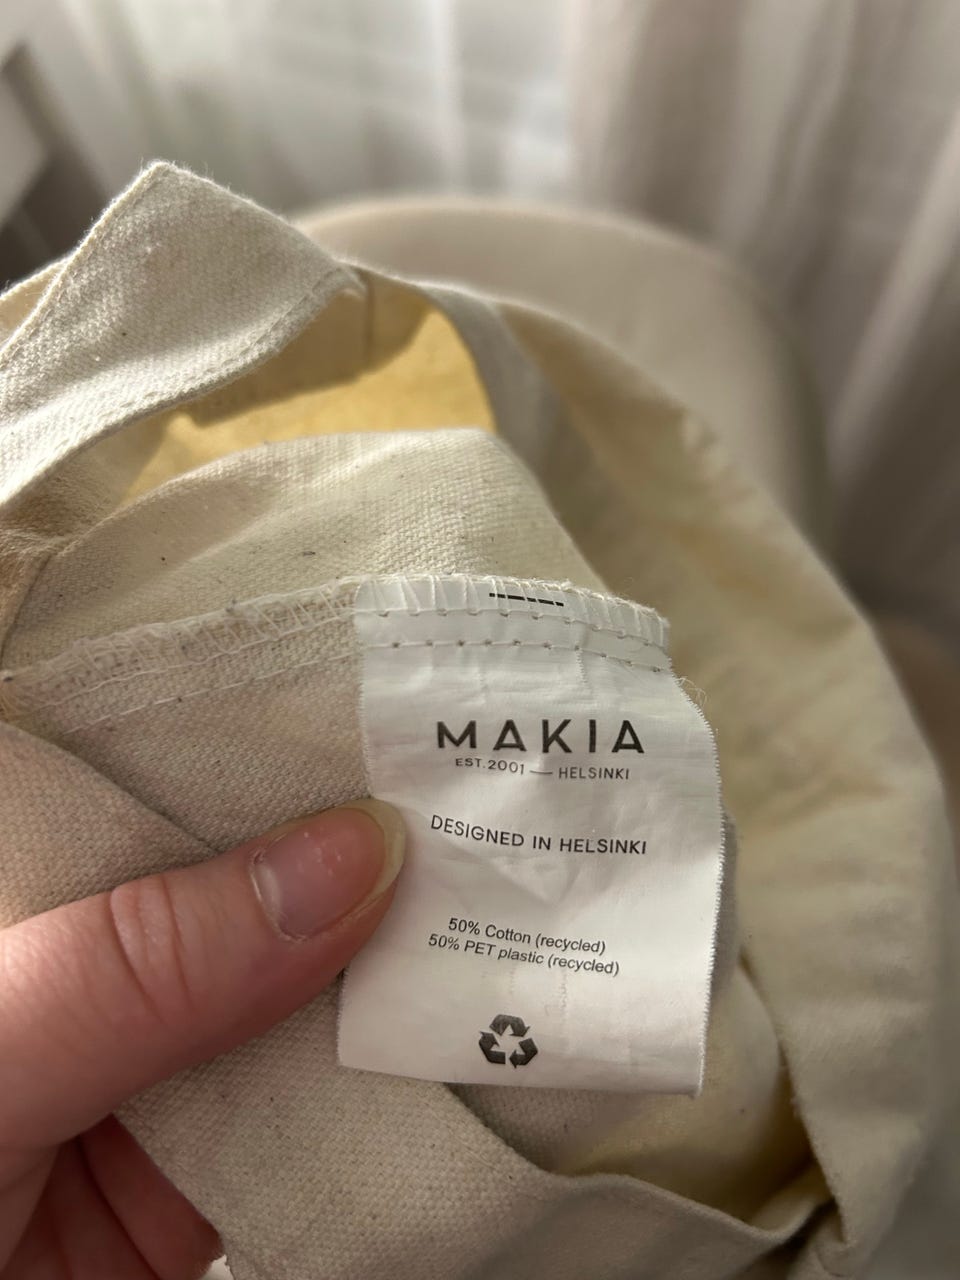 MAKIA
EST.2001 — HELSINKI
DESIGNED IN HELSINKI
50% Cotton (recycled)
50% PET plastic (recycled)